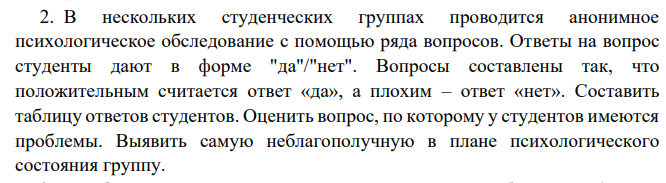 2. В нескольких студенческих группах проводится анонимное
психологическое обследование с помощью ряда вопросов. Ответы на вопрос
студенты дают в форме "да"/"нет". Вопросы составлены так, что
положительным считается ответ «да», а плохим – ответ «нет». Составить
таблицу ответов студентов. Оценить вопрос, по которому у студентов имеются
проблемы. Выявить самую неблагополучную в плане психологического
состояния группу.